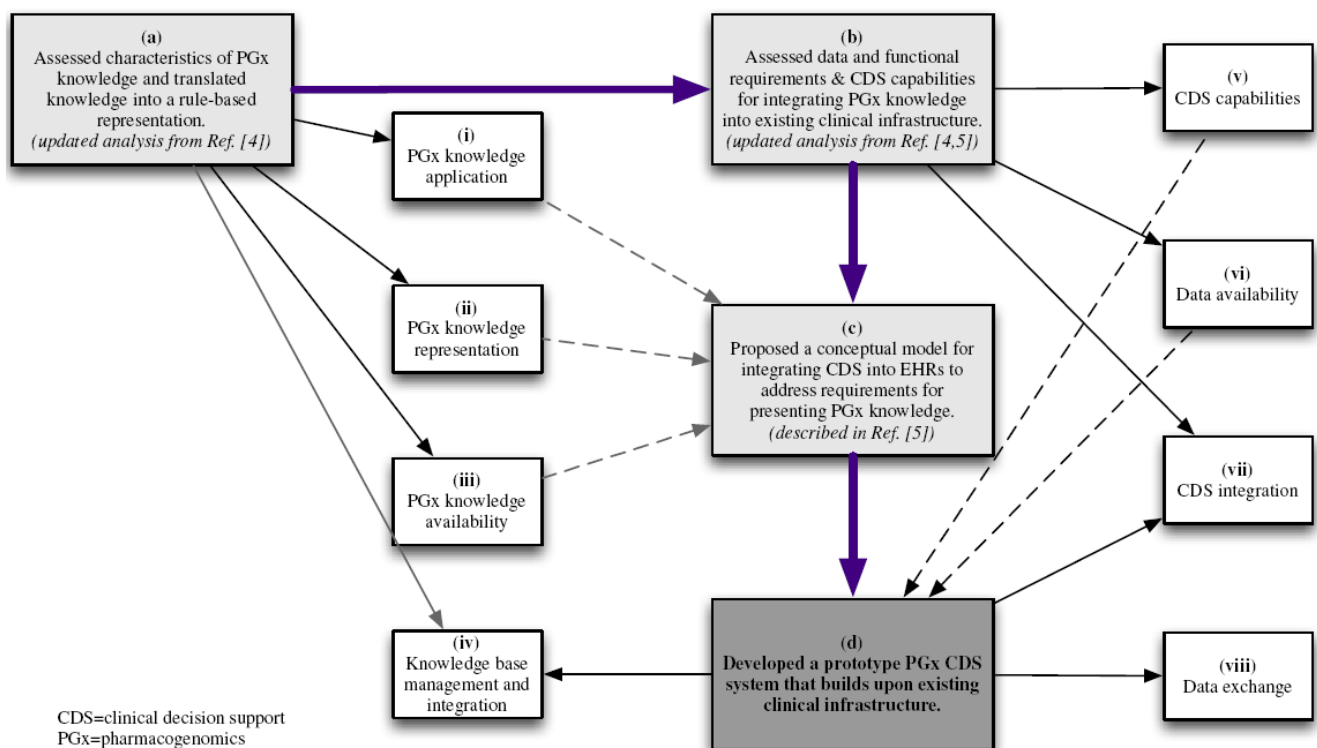 (a)
Assessed characteristics of PGx
knowledge and translated
knowledge into a rule-based
representation.
(updated analysis from Ref. [4])
(b)
Assessed data and functional
requirements & CDS capabilities
for integrating PGx knowledge
into existing clinical infrastructure.
(updated analysis from Ref. [4,5])
(v)
CDS capabilities
(i)
PGx knowledge
application
(vi)
Data availability
(ii)
PGx knowledge
representation
(c)
Proposed a conceptual model for
integrating CDS into EHRs to
address requirements for
presenting PGx knowledge.
(described in Ref. [5])
(iii)
PGx knowledge
availability
(vii)
CDS integration
(iv)
Knowledge base
management and
integration
(d)
Developed a prototype PGx CDS
system that builds upon existing
clinical infrastructure.
(viii)
Data exchange
CDS=clinical decision support
PGx=pharmacogenomics